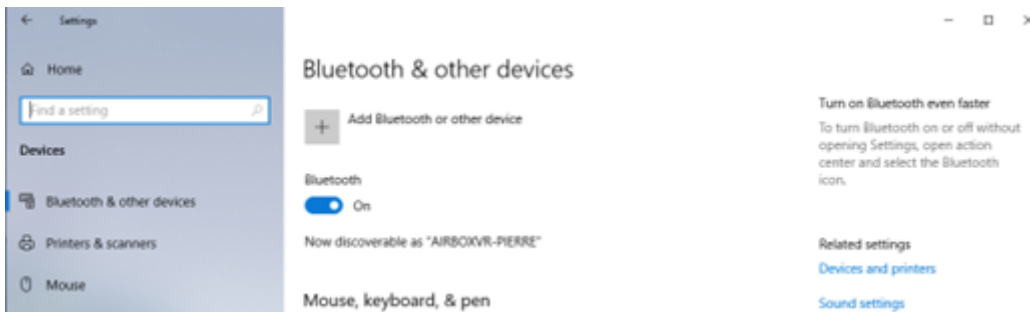 Settings
Home
Find a setting
Devices
Bluetooth & other devices
Printers & scanners
Mouse
Bluetooth & other devices
Add Bluetooth or other device
Bluetooth
On
Now discoverable as "AIRBOXVR-PIERRE"
Mouse, keyboard, & pen
Turn on Bluetooth even faster
To turn Bluetooth on or off without
opening Settings, open action
center and select the Bluetooth
icon.
Related settings
Devices and printers
Sound settings